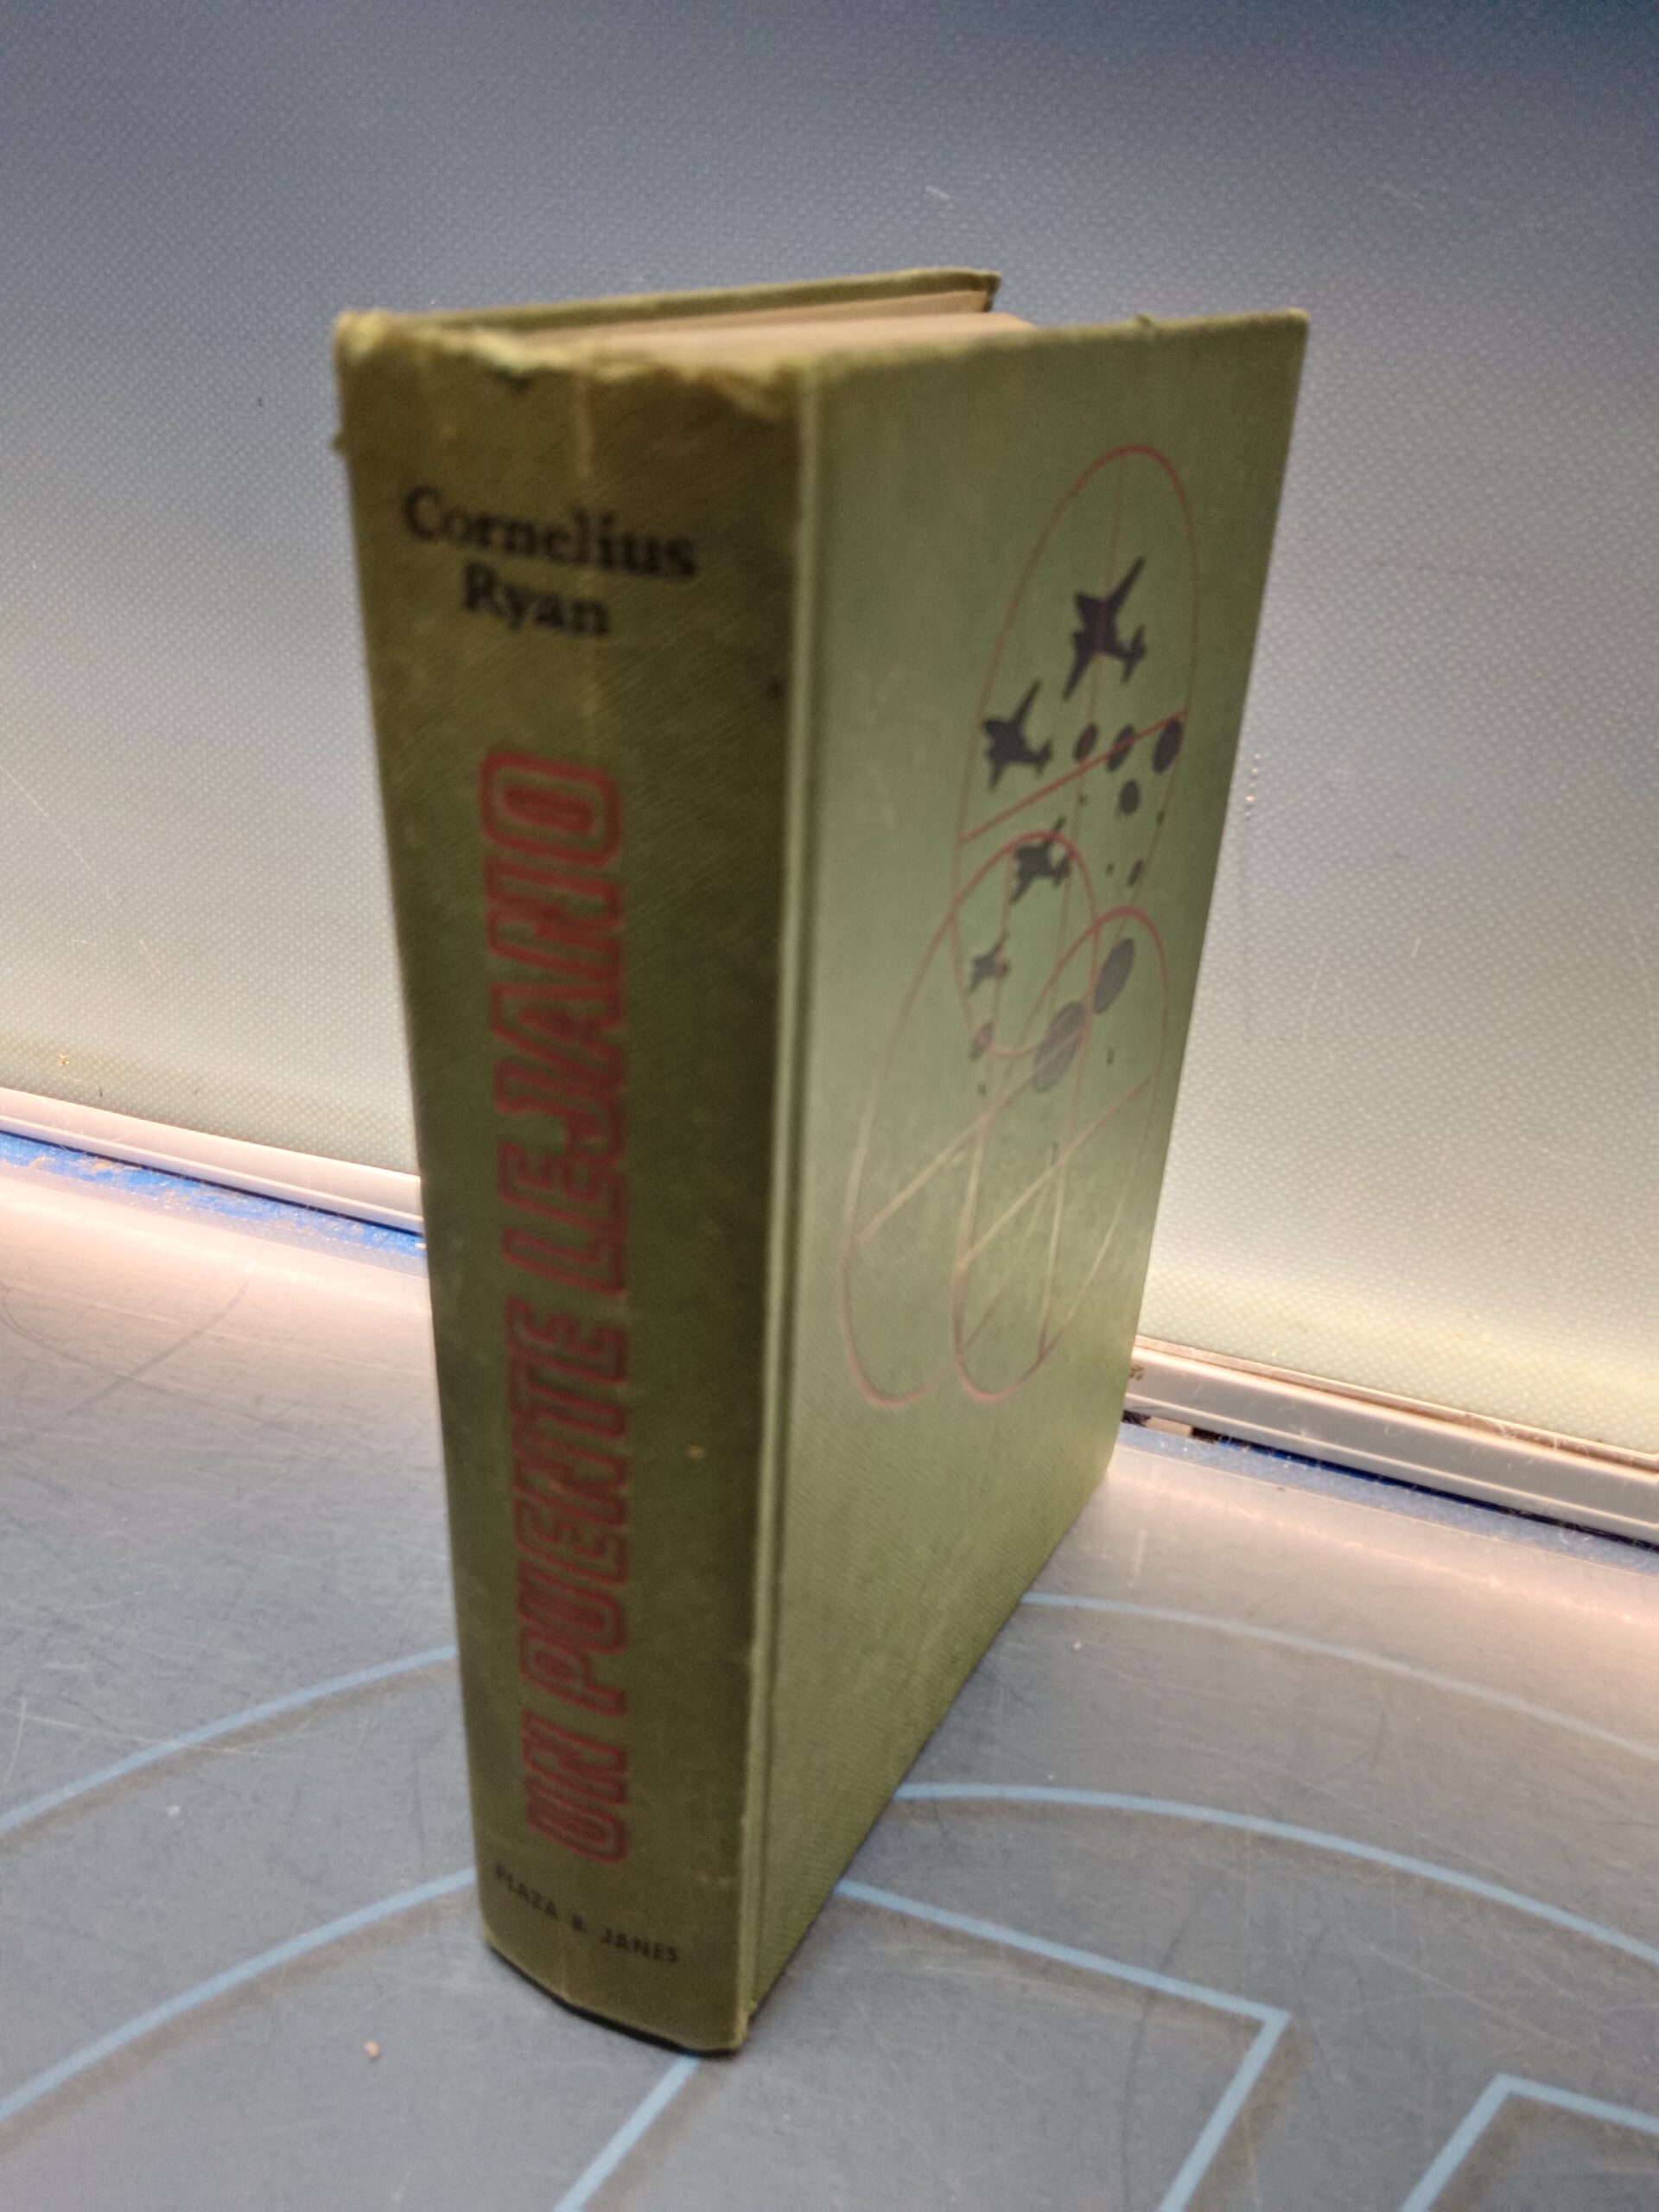 Cornelius
Ryan
UN PUENTE LEJANO
PLAZA & JANES